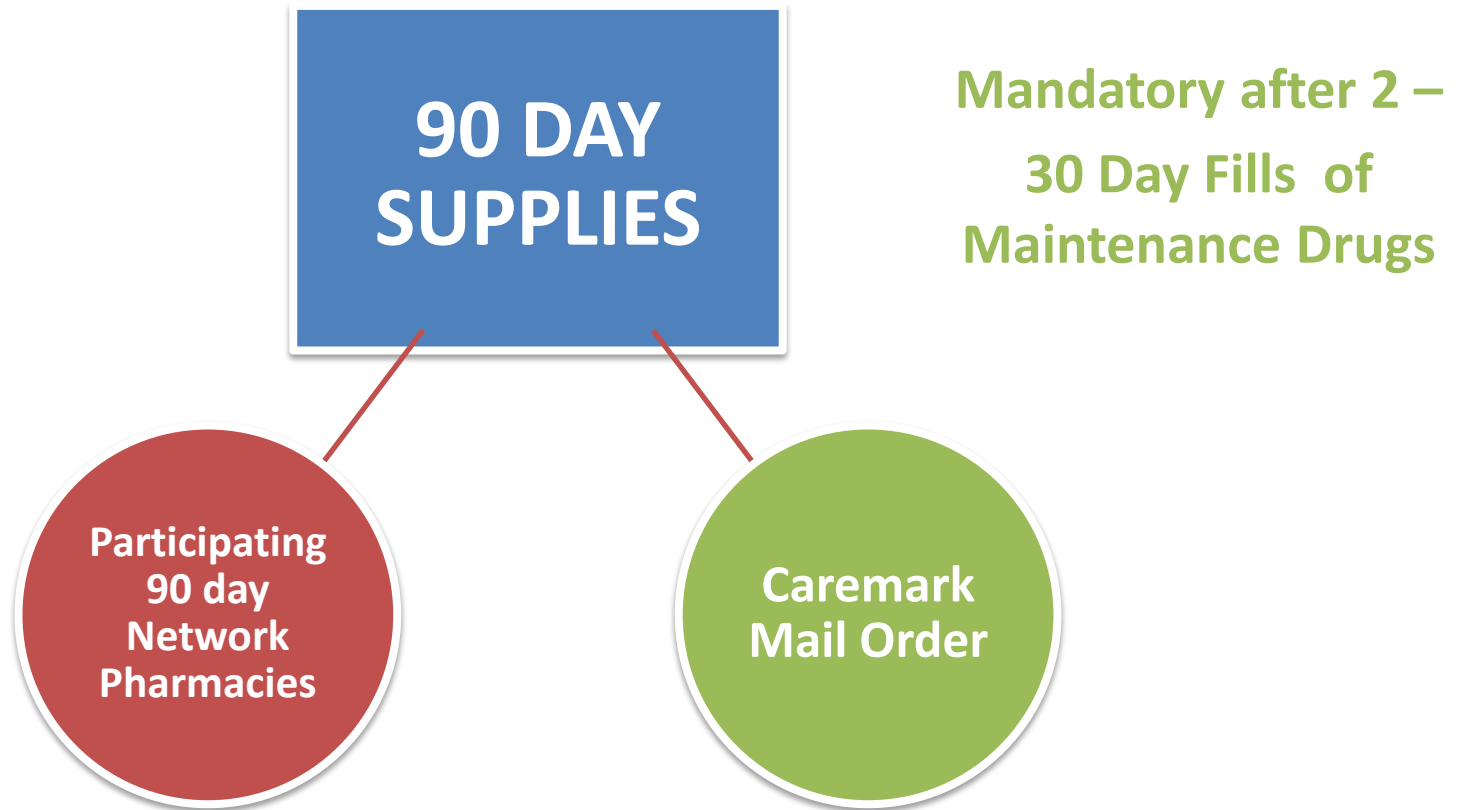 90 DAY
SUPPLIES
Mandatory after 2 –
30 Day Fills  of
Maintenance Drugs
Participating
90 day
Network
Pharmacies
Caremark
Mail Order